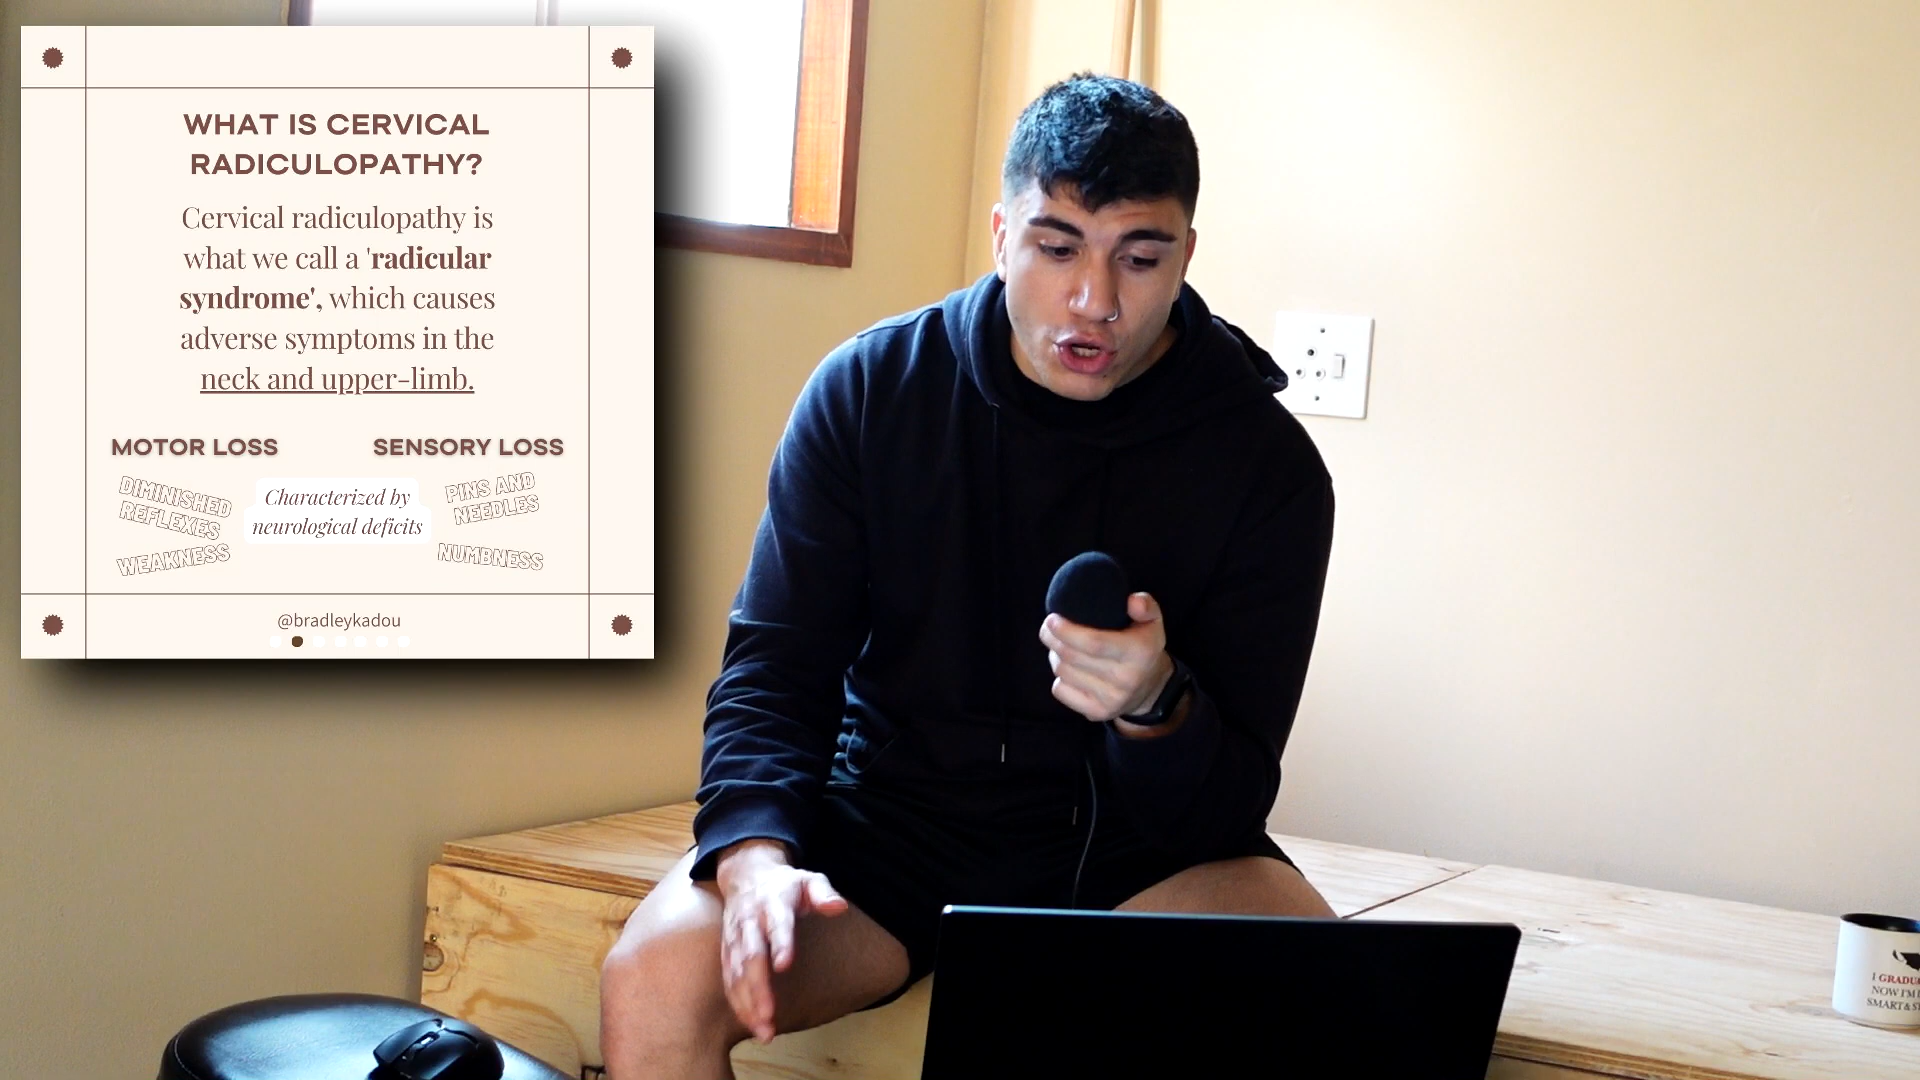 WHAT IS CERVICAL
RADICULOPATHY?
Cervical radiculopathy is
what we call a 'radicular
syndrome', which causes
adverse symptoms in the
neck and upper-limb.
MOTOR LOSS
SENSORY LOSS
DIMINISHED
REFLEXES
WEAKNESS
Characterized by
neurological deficits
PINS AND
NEEDLES
NUMBNESS
@bradleykadou
I
NOW I'M
SMART &